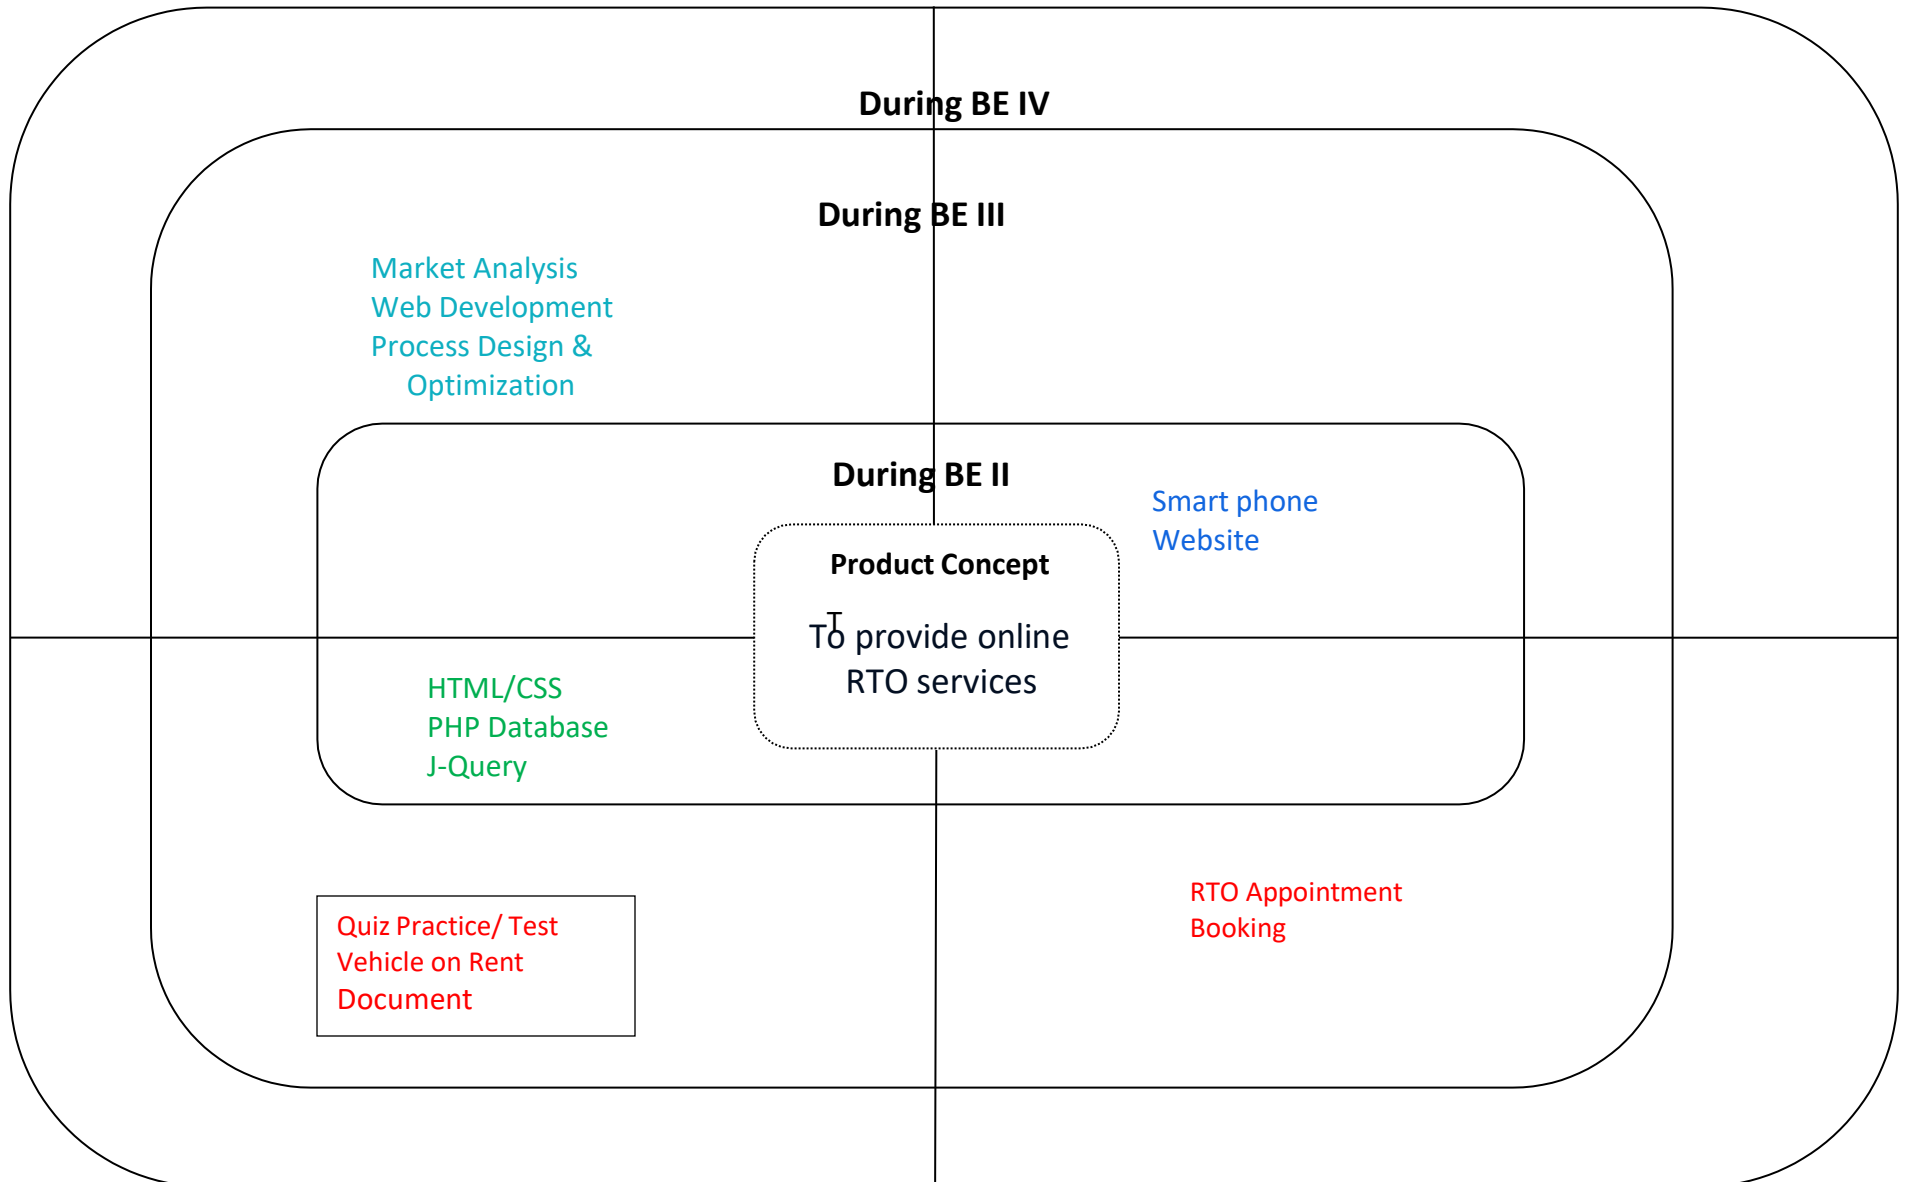 During BE IV
During BE III
Market Analysis
Web Development
Process Design &
Optimization
During BE II
Smart phone
Website
Product Concept
T
To provide online
RTO services
HTML/CSS
PHP Database
J-Query
RTO Appointment
Booking
Quiz Practice/ Test
Vehicle on Rent
Document